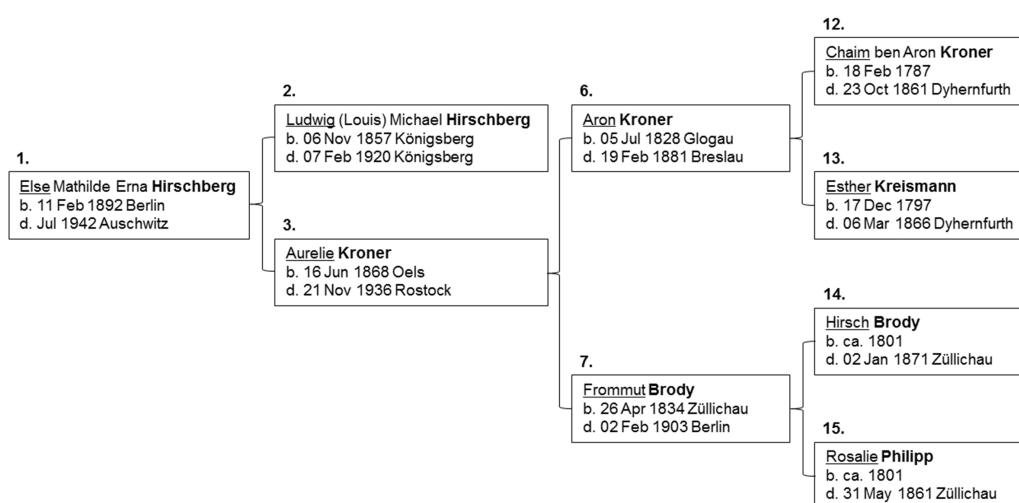 1.
Else Mathilde Erna Hirschberg
b. 11 Feb 1892 Berlin
d. Jul 1942 Auschwitz
2.
Ludwig (Louis) Michael Hirschberg
b. 06 Nov 1857 Königsberg
d. 07 Feb 1920 Königsberg
3.
Aurelie Kroner
b. 16 Jun 1868 Oels
d. 21 Nov 1936 Rostock
6.
Aron Kroner
b. 05 Jul 1828 Glogau
d. 19 Feb 1881 Breslau
7.
Frommut Brody
b. 26 Apr 1834 Züllichau
d. 02 Feb 1903 Berlin
12.
Chaim ben Aron Kroner
b. 18 Feb 1787
d. 23 Oct 1861 Dyhernfurth
13.
Esther Kreismann
b. 17 Dec 1797
d. 06 Mar 1866 Dyhernfurth
14.
Hirsch Brody
b. ca. 1801
d. 02 Jan 1871 Züllichau
15.
Rosalie Philipp
b. ca. 1801
d. 31 May 1861 Züllichau